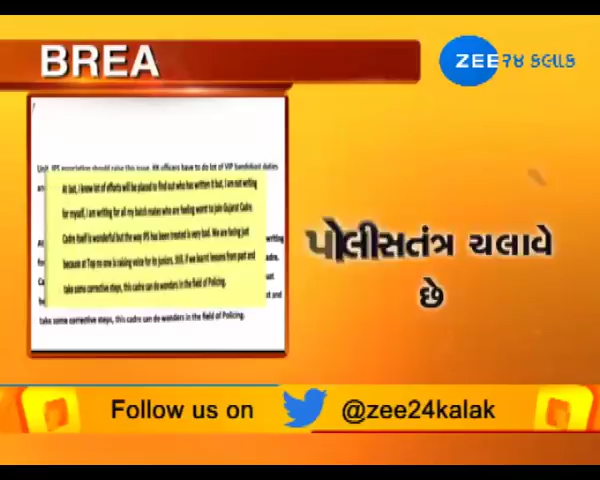 BREA
ZEE ૨૪ કલાક
Unit. IPS association should raise this issue. HR officers have to do lot of VIP bandobast duties
an
At last, I know lot of efforts will be placed to find out who has written it but, I am not writing
for myself, I am writing for all my batch mates who are feeling want to join Gujarat Cadre.
Cadre itself is wonderful but the way IPS has been treated is very bad. We are facing just
because at Top no one is raising voice for its juniors. Still, if we learnt lessons from past and
take some corrective steps, this cadre can do wonders in the field of Policing.
take some corrective steps, this cadre can do wonders in the field of Policing.
પોલીસતંત્ર ચલાવે
છે
Follow us on @zee24kalak